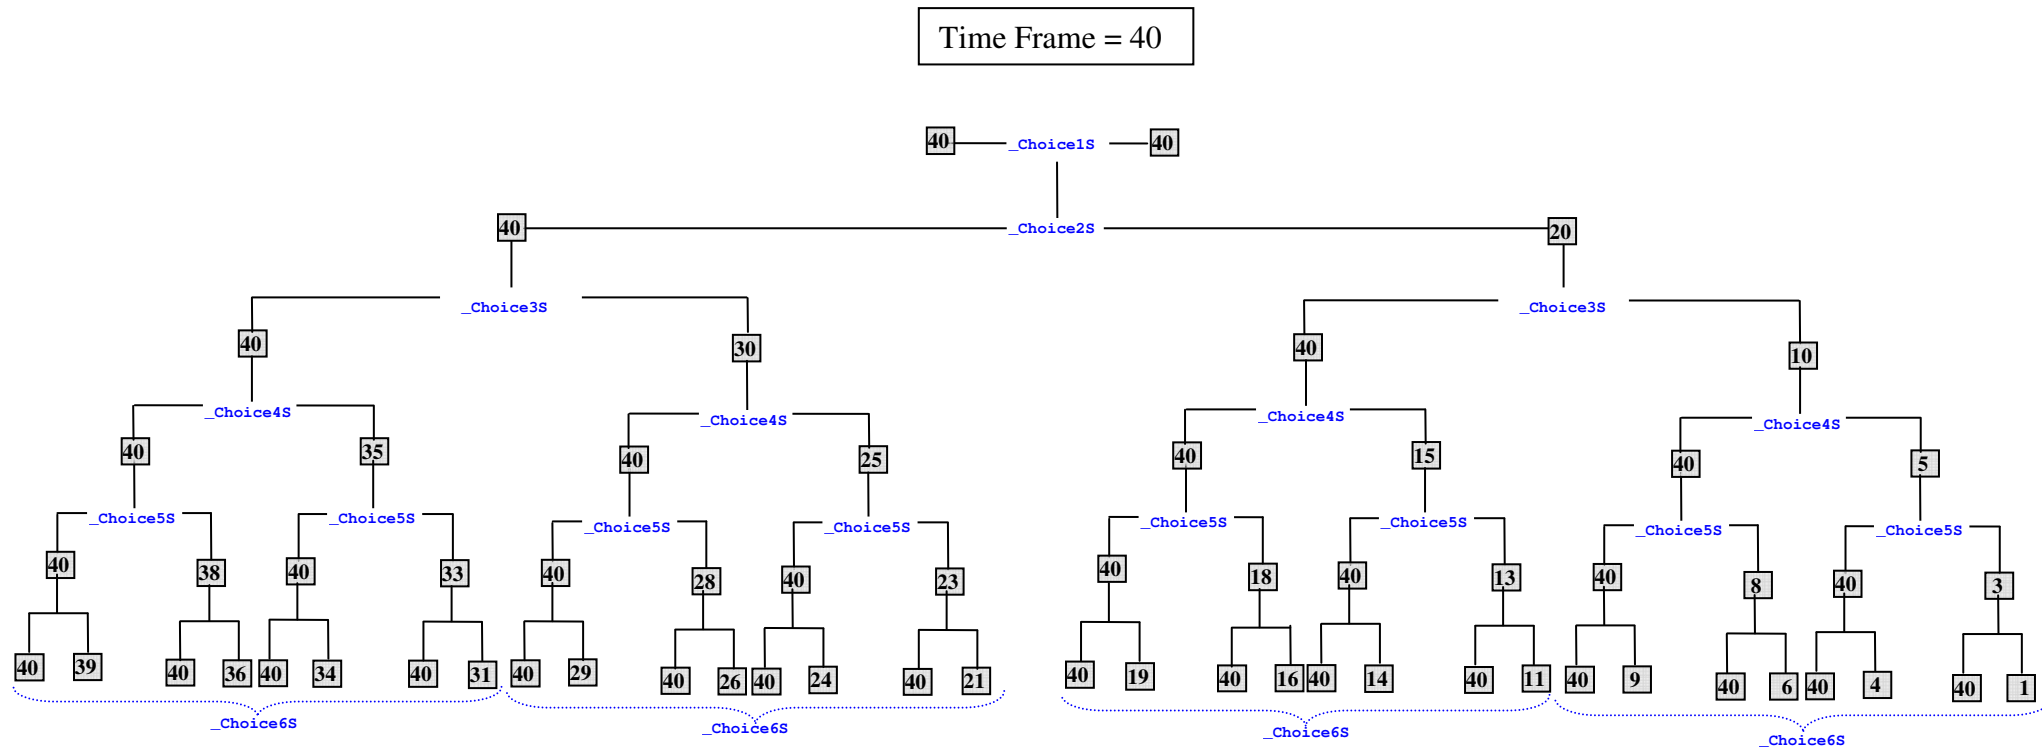 Time Frame = 40
40 _Choice1S 40
40 _Choice2S 20
_Choice3S _Choice3S
40 30 40 10
_Choice4S _Choice4S _Choice4S _Choice4S
40 35 40 25 40 15 40 5
_Choice5S _Choice5S _Choice5S _Choice5S _Choice5S _Choice5S _Choice5S _Choice5S
40 38 40 33 40 28 40 23 40 18 40 13 40 8 40 3
40 39 40 36 40 34 40 31 40 29 40 26 40 24 40 21 40 19 40 16 40 14 40 11 40 9 40 6 40 4 40 1
_Choice6S _Choice6S _Choice6S _Choice6S